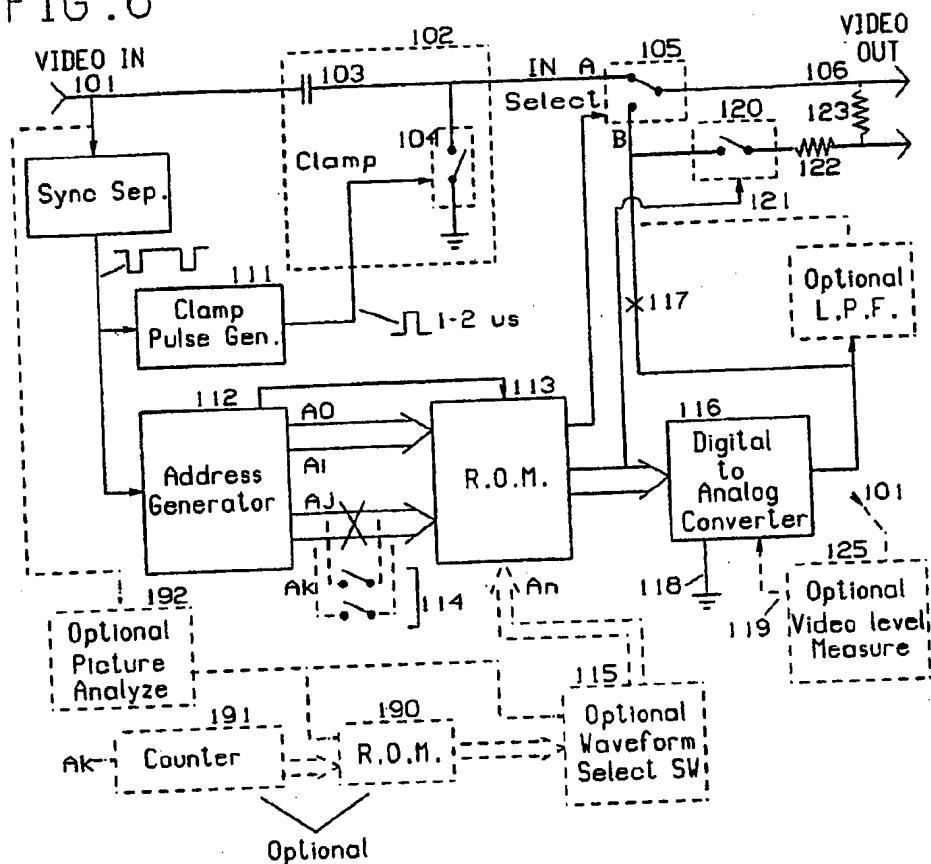 FIG.6
VIDEO IN
101
102
103
IN A
105
VIDEO
OUT
106
Select
123
104
B
120
Clamp
122
Sync Sep.
121
111
Clamp
Pulse Gen.
1-2 us
117
Optional
L.P.F.
112
113
A0
A1
116
Address
Generator
AJ
R.O.M.
Digital
to
Analog
Converter
101
Ak
114
An
118
125
192
119
Optional
Video level
Measure
Optional
Picture
Analyze
115
191
190
Optional
Waveform
Select SW
Ak
Counter
R.O.M.
Optional